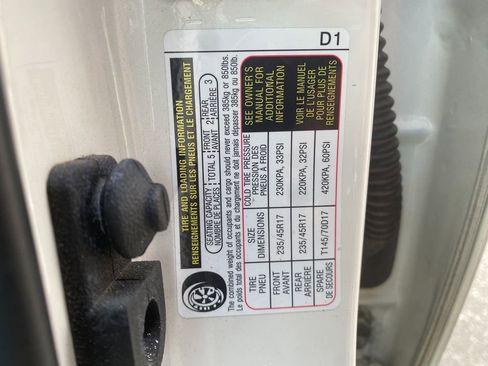 D1
TIRE AND LOADING INFORMATION
RENSEIGNEMENTS SUR LES PNEUS ET LE CHARGEMENT
SEATING CAPACITY TOTAL 5 FRONT 2 REAR 3
NOMBRE DE PLACES AVANT ARRIÈRE
The combined weight of occupants and cargo should never exceed 385kg or 850lbs.
Le poids total des occupants et du chargement ne doit jamais dépasser 385kg ou 850lb.
TIRE SIZE COLD TIRE PRESSURE SEE OWNER'S
PNEU DIMENSIONS PRESSION DES MANUAL FOR
PNEUS À FROID ADDITIONAL
INFORMATION
FRONT 235/45R17 230KPA, 33PSI
AVANT
REAR 235/45R17 220KPA, 32PSI VOIR LE MANUEL
ARRIÈRE DE L'USAGER
SPARE T145/70D17 420KPA, 60PSI POUR PLUS DE
DE SECOURS RENSEIGNEMENTS